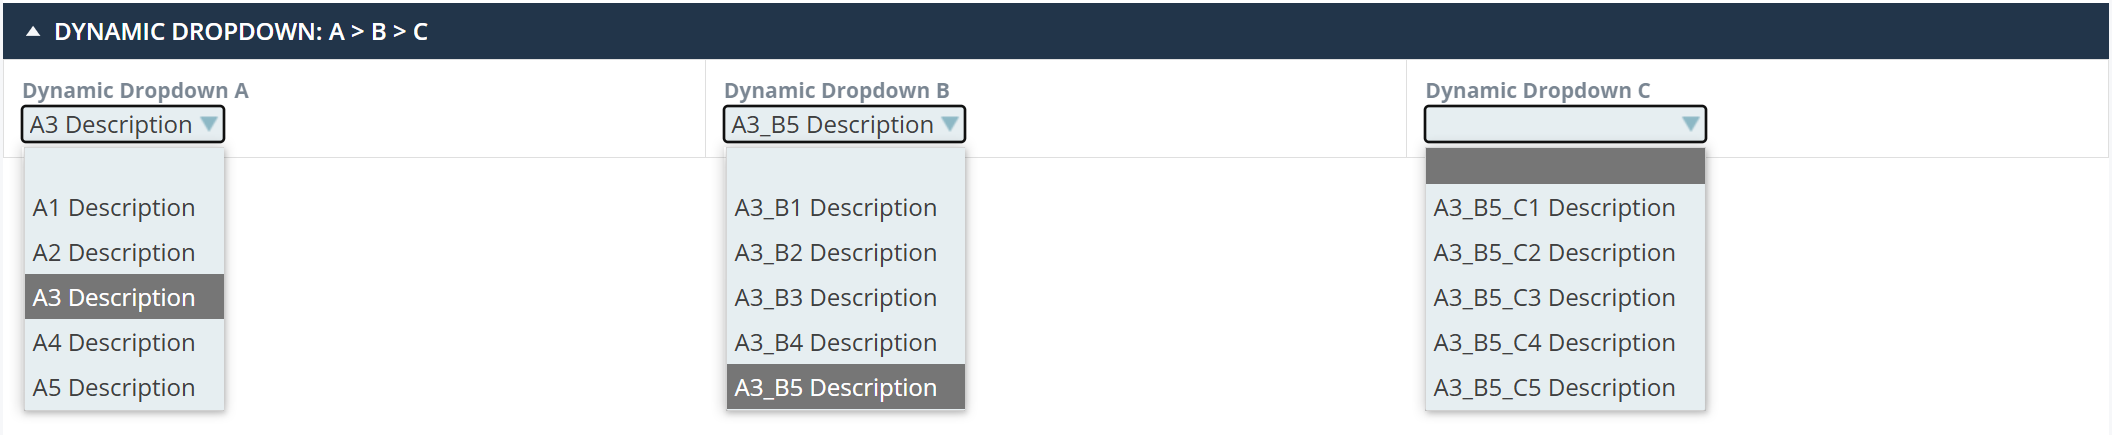 DYNAMIC DROPDOWN: A > B > C
Dynamic Dropdown A
A3 Description
A1 Description
A2 Description
A3 Description
A4 Description
A5 Description
Dynamic Dropdown B
A3_B5 Description
A3_B1 Description
A3_B2 Description
A3_B3 Description
A3_B4 Description
A3_B5 Description
Dynamic Dropdown C
A3_B5_C1 Description
A3_B5_C2 Description
A3_B5_C3 Description
A3_B5_C4 Description
A3_B5_C5 Description